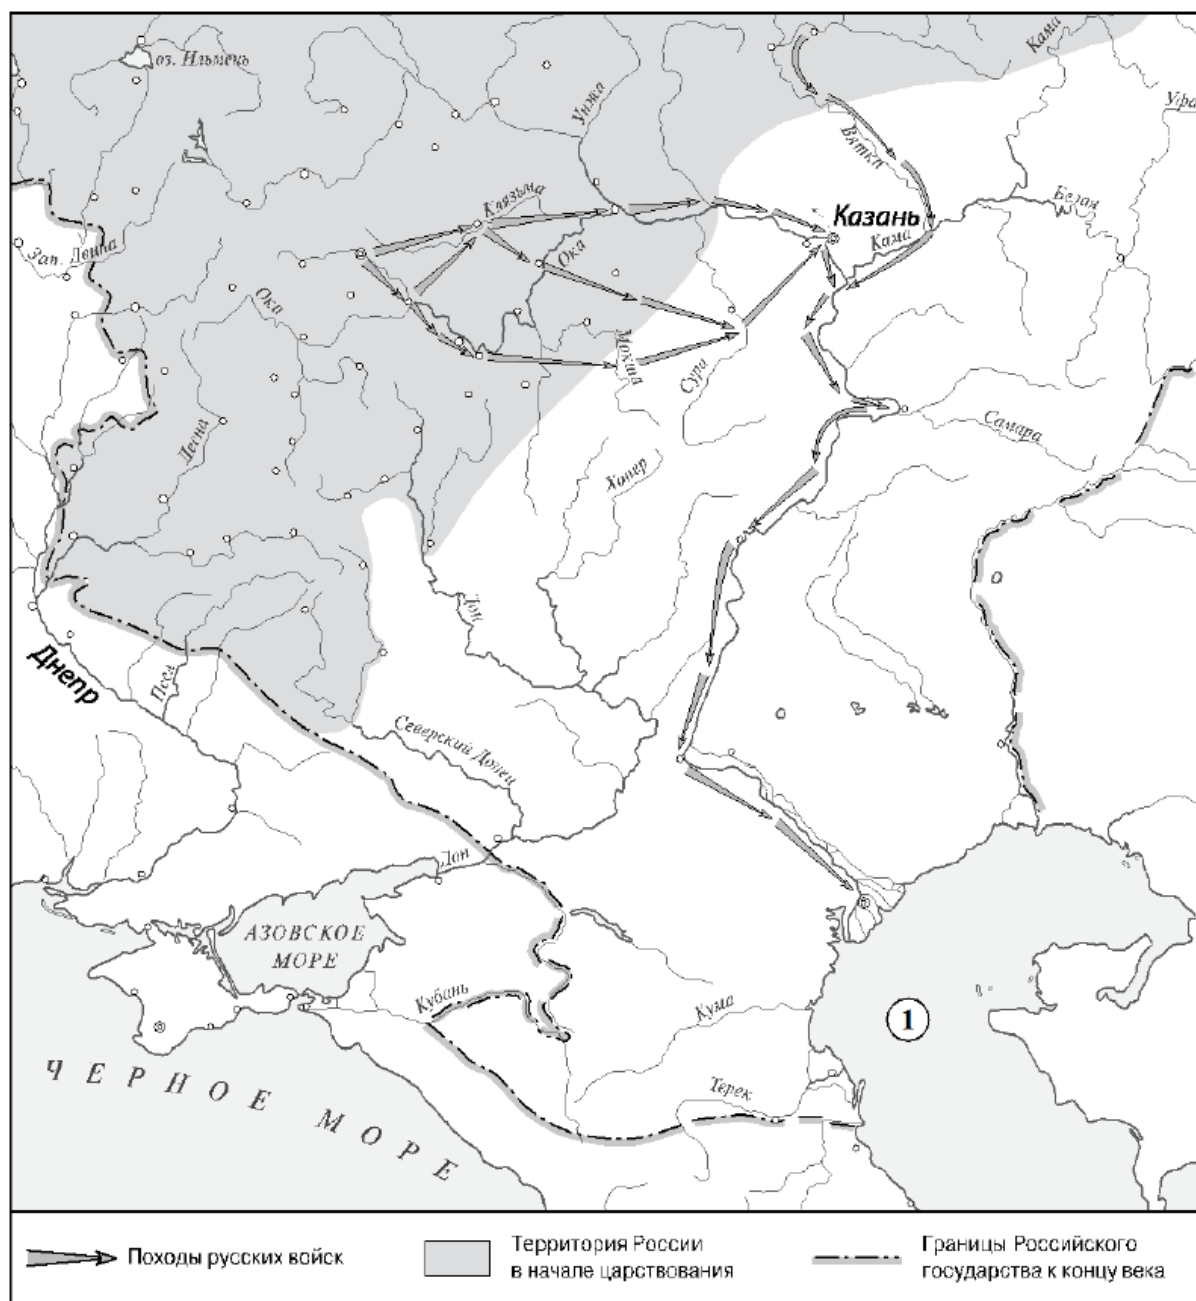 оз. Ильмень
Кама
Унжа
Уфа
Вятка
Клязьма
Белая
Казань
Кама
Зап. Двина
Ока
Ока
Мокша
Сура
Десна
Самара
Хопер
Дон
Днепр
Псел
Северский Донец
Дон
АЗОВСКОЕ
МОРЕ
Кубань
Кума
1
Терек
ЧЕРНОЕ МОРЕ
Походы русских войск
Территория России
в начале царствования
Границы Российского
государства к концу века